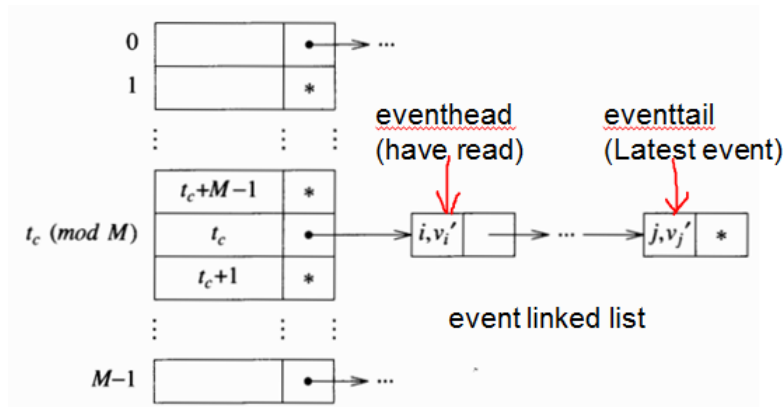 0 ...
1 *
eventhead eventtail
(have read) (Latest event)
t_c+M−1 *
t_c (mod M) t_c i,v_i′ ... j,v_j′ *
t_c+1 *
event linked list
M−1 ...